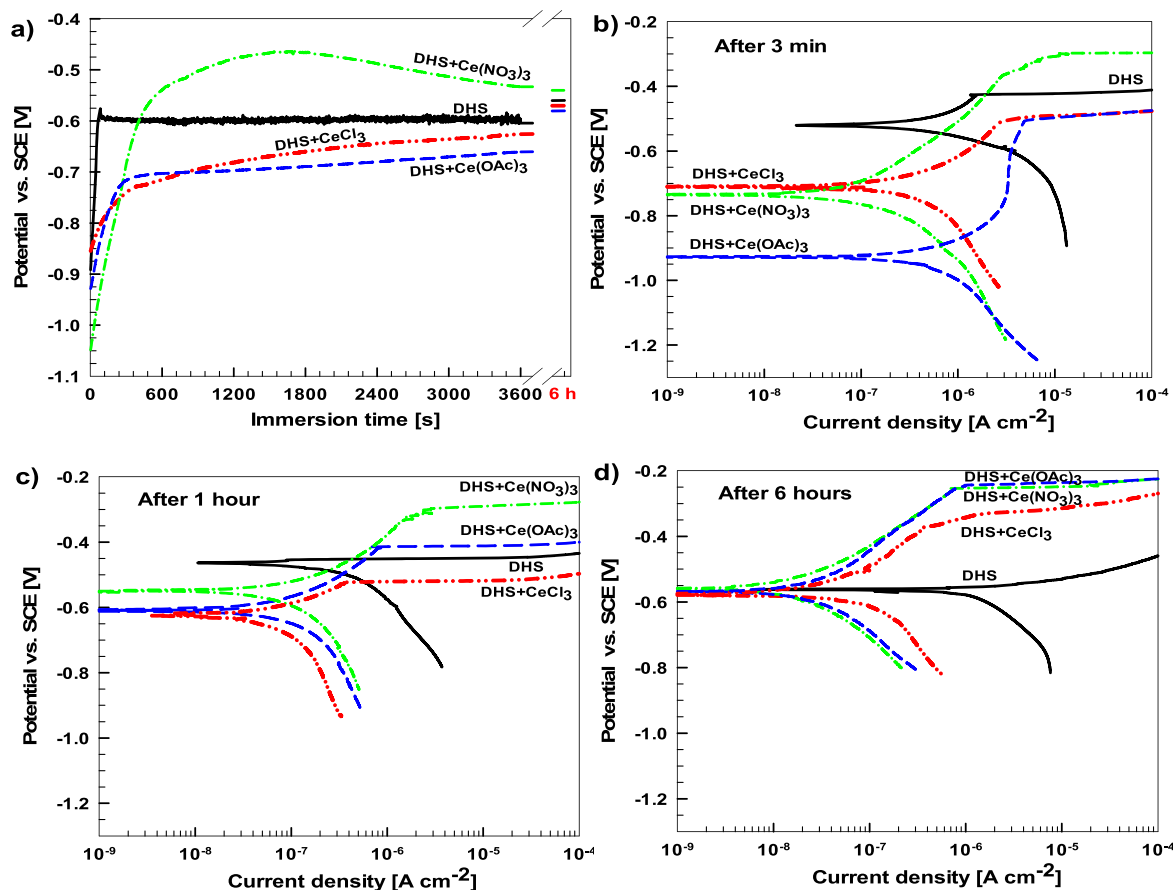 a)
Potential vs. SCE [V]
-0.4
-0.5
-0.6
-0.7
-0.8
-0.9
-1.0
-1.1
DHS+Ce(NO3)3
DHS
DHS+CeCl3
DHS+Ce(OAc)3
0 600 1200 1800 2400 3000 3600 6 h
Immersion time [s]
b)
After 3 min
Potential vs. SCE [V]
-0.2
-0.4
-0.6
-0.8
-1.0
-1.2
DHS
DHS+CeCl3
DHS+Ce(NO3)3
DHS+Ce(OAc)3
10-9 10-8 10-7 10-6 10-5 10-4
Current density [A cm-2]
c)
After 1 hour
Potential vs. SCE [V]
-0.2
-0.4
-0.6
-0.8
-1.0
-1.2
DHS+Ce(NO3)3
DHS+Ce(OAc)3
DHS
DHS+CeCl3
10-9 10-8 10-7 10-6 10-5 10-4
Current density [A cm-2]
d)
After 6 hours
Potential vs. SCE [V]
-0.2
-0.4
-0.6
-0.8
-1.0
-1.2
DHS+Ce(OAc)3
DHS+Ce(NO3)3
DHS+CeCl3
DHS
10-9 10-8 10-7 10-6 10-5 10-4
Current density [A cm-2]